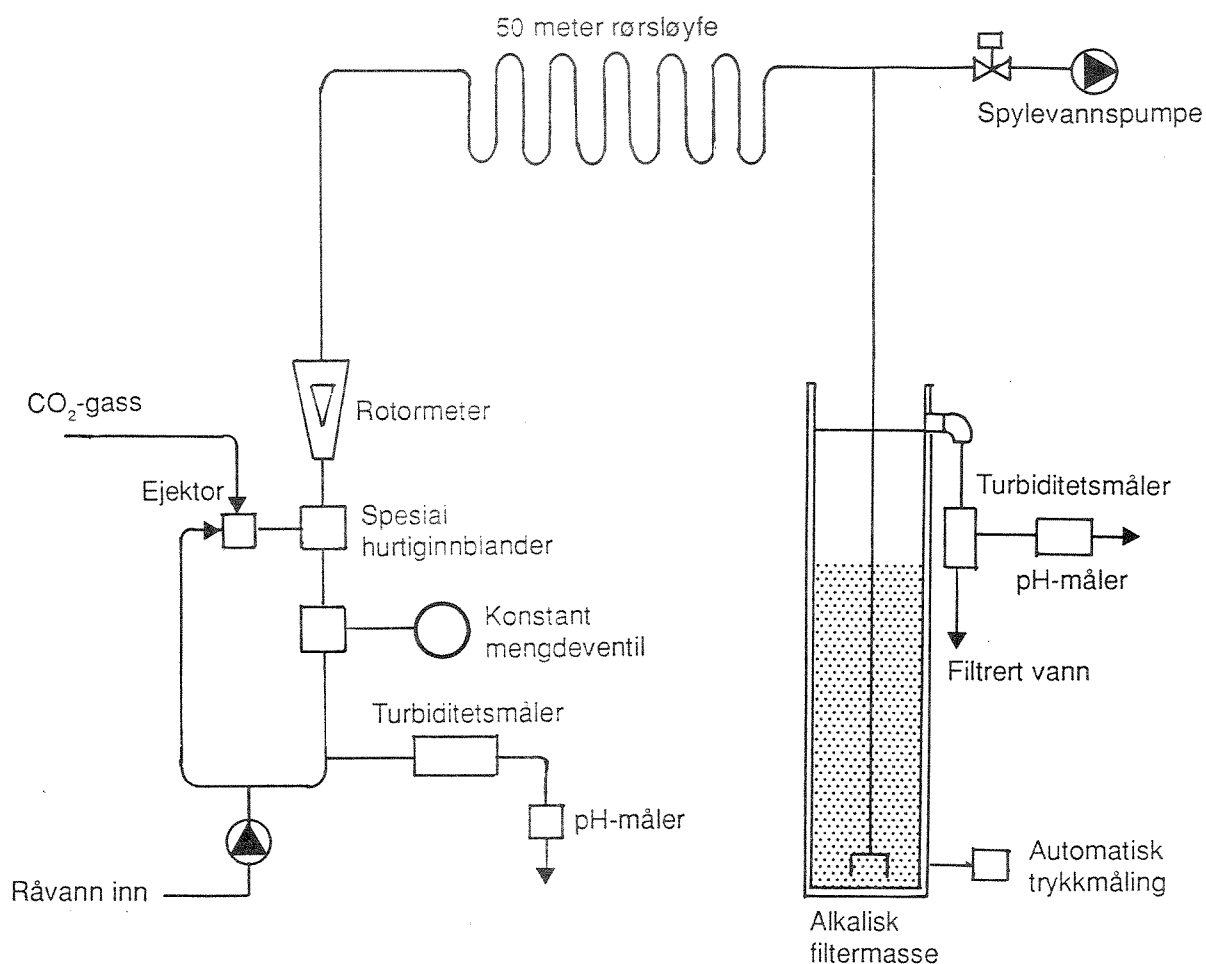 50 meter rørsløyfe
Spylevannspumpe
CO₂-gass
Rotormeter
Ejektor
Spesial
hurtiginnblander
Turbiditetsmåler
pH-måler
Konstant
mengdeventil
Filtrert vann
Turbiditetsmåler
pH-måler
Råvann inn
Automatisk
trykkmåling
Alkalisk
filtermasse